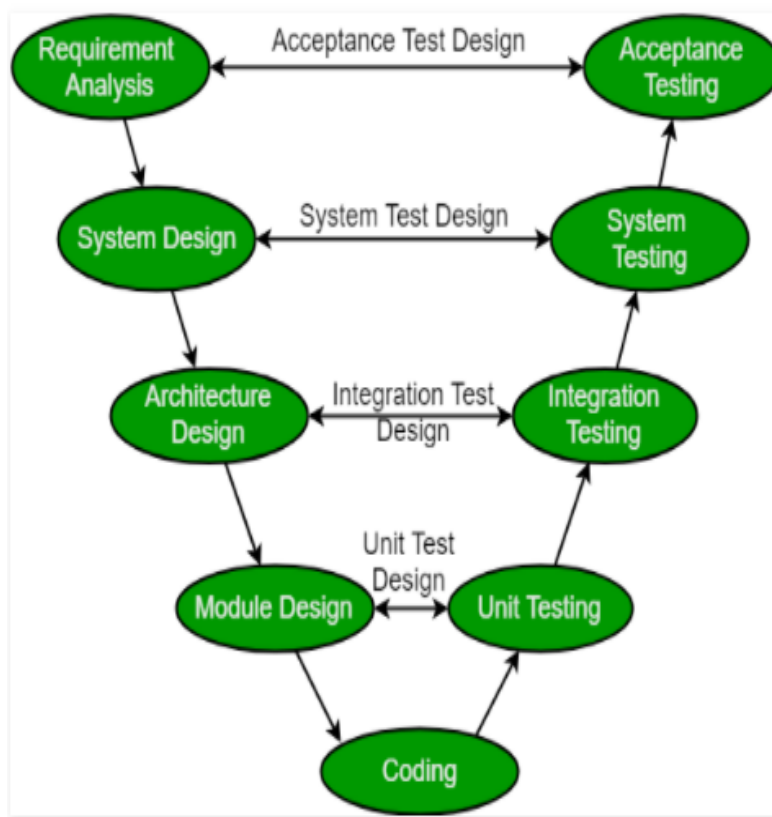 Requirement
Analysis
Acceptance Test Design
Acceptance
Testing
System Design
System Test Design
System
Testing
Architecture
Design
Integration Test
Design
Integration
Testing
Module Design
Unit Test
Design
Unit Testing
Coding